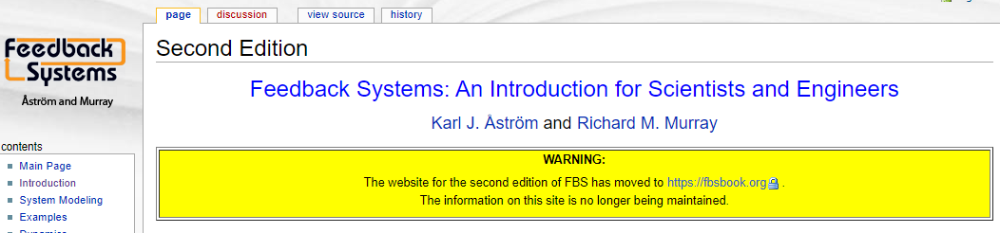 page
discussion
view source
history
Feedback
Systems
Åström and Murray
Second Edition
Feedback Systems: An Introduction for Scientists and Engineers
Karl J. Åström and Richard M. Murray
WARNING:
The website for the second edition of FBS has moved to https://fbsbook.org .
The information on this site is no longer being maintained.
contents
Main Page
Introduction
System Modeling
Examples